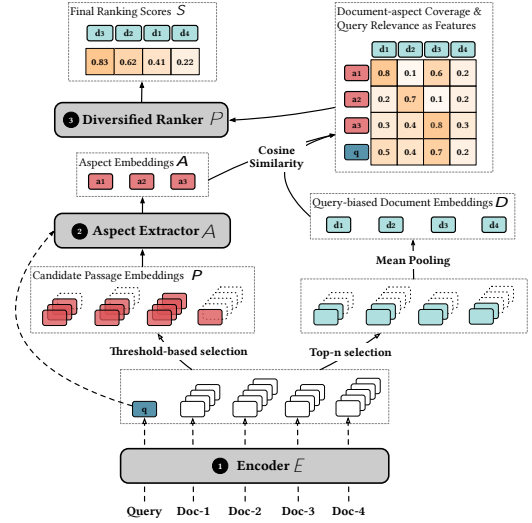 Final Ranking Scores S
d3 d2 d1 d4
0.83 0.62 0.41 0.22
3 Diversified Ranker P
Document-aspect Coverage &
Query Relevance as Features
d1 d2 d3 d4
a1 0.8 0.1 0.6 0.2
a2 0.2 0.7 0.1 0.2
a3 0.3 0.4 0.8 0.3
q 0.5 0.4 0.7 0.2
Aspect Embeddings A
a1 a2 a3
Cosine
Similarity
2 Aspect Extractor A
Query-biased Document Embeddings D
d1 d2 d3 d4
Candidate Passage Embeddings P
Mean Pooling
Threshold-based selection
Top-n selection
q
1 Encoder E
Query Doc-1 Doc-2 Doc-3 Doc-4